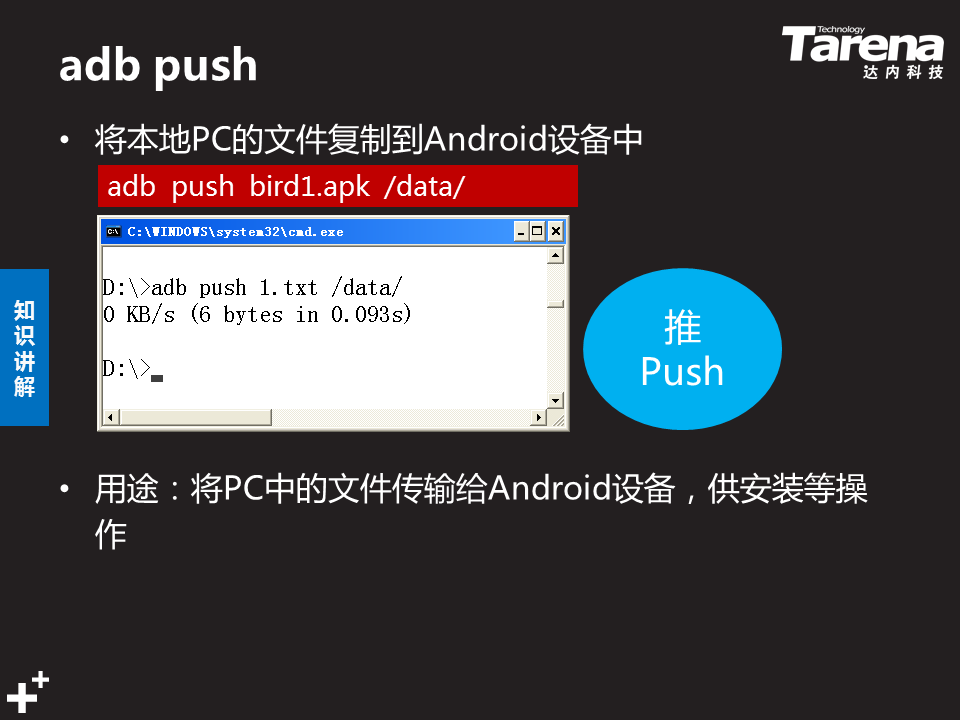 adb push
Technology
Tarena
达内科技
• 将本地PC的文件复制到Android设备中
adb push bird1.apk /data/
C:\WINDOWS\system32\cmd.exe
D:\>adb push 1.txt /data/
0 KB/s (6 bytes in 0.093s)
D:\>_
推
Push
知
识
讲
解
• 用途：将PC中的文件传输给Android设备，供安装等操
作